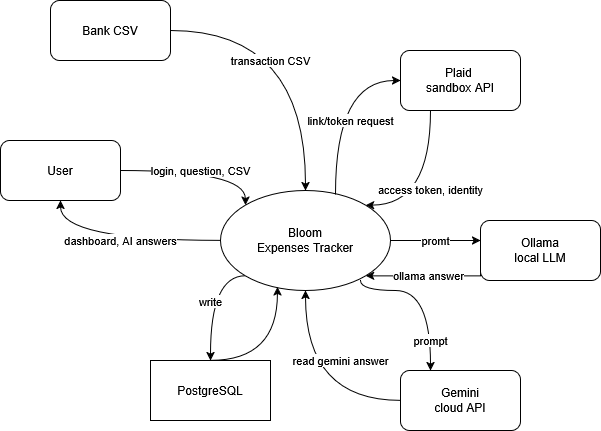 Bank CSV
transaction CSV
Plaid
sandbox API
link/token request
User
login, question, CSV
access token, identity
dashboard, AI answers
Bloom
Expenses Tracker
promt
Ollama
local LLM
ollama answer
write
prompt
read gemini answer
PostgreSQL
Gemini
cloud API